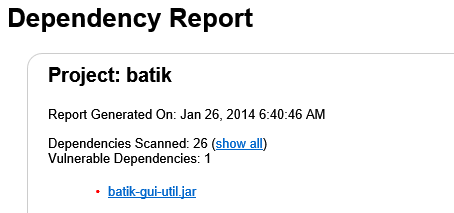 Dependency Report
Project: batik
Report Generated On: Jan 26, 2014 6:40:46 AM
Dependencies Scanned: 26 (show all)
Vulnerable Dependencies: 1
• batik-gui-util.jar